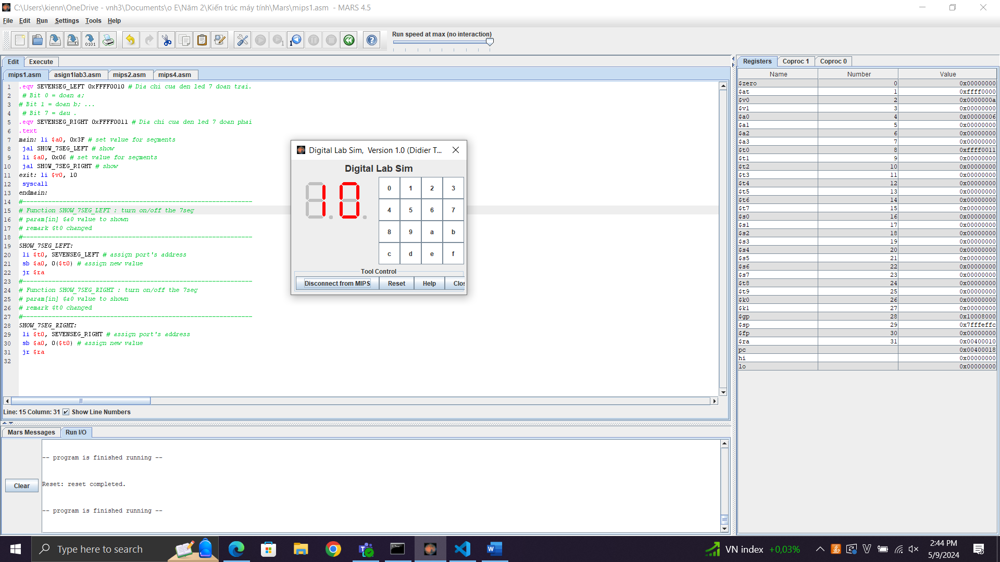 C:\Users\kienn\OneDrive - vnh3\Documents\o E\Năm 2\Kiến trúc máy tính\Mars\mips1.asm - MARS 4.5
File Edit Run Settings Tools Help
Run speed at max (no interaction)
Edit Execute
mips1.asm asign1lab3.asm mips2.asm mips4.asm
1 .eqv SEVENSEG_LEFT 0xFFFF0010 # Dia chi cua den led 7 doan trai.
2 # Bit 0 = doan a;
3 # Bit 1 = doan b; ...
4 # Bit 7 = dau .
5 .eqv SEVENSEG_RIGHT 0xFFFF0011 # Dia chi cua den led 7 doan phai
6 .text
7 main: li $a0, 0x3F # set value for segments
8 jal SHOW_7SEG_LEFT # show
9 li $a0, 0x06 # set value for segments
10 jal SHOW_7SEG_RIGHT # show
11 exit: li $v0, 10
12 syscall
13 endmain:
14 #---------------------------------------------------------------
15 # Function SHOW_7SEG_LEFT : turn on/off the 7seg
16 # param[in] $a0 value to shown
17 # remark $t0 changed
18 #---------------------------------------------------------------
19 SHOW_7SEG_LEFT:
20 li $t0, SEVENSEG_LEFT # assign port's address
21 sb $a0, 0($t0) # assign new value
22 jr $ra
23 #---------------------------------------------------------------
24 # Function SHOW_7SEG_RIGHT : turn on/off the 7seg
25 # param[in] $a0 value to shown
26 # remark $t0 changed
27 #---------------------------------------------------------------
28 SHOW_7SEG_RIGHT:
29 li $t0, SEVENSEG_RIGHT # assign port's address
30 sb $a0, 0($t0) # assign new value
31 jr $ra
32
Line: 15 Column: 31 Show Line Numbers
Digital Lab Sim, Version 1.0 (Didier T...
Digital Lab Sim
10
0 1 2 3
4 5 6 7
8 9 a b
c d e f
Tool Control
Disconnect from MIPS Reset Help Clos
Mars Messages Run I/O
-- program is finished running --
Clear
Reset: reset completed.
-- program is finished running --
Registers Coproc 1 Coproc 0
Name Number Value
$zero 0 0x00000000
$at 1 0xffff0000
$v0 2 0x0000000a
$v1 3 0x00000000
$a0 4 0x00000006
$a1 5 0x00000000
$a2 6 0x00000000
$a3 7 0x00000000
$t0 8 0xffff0011
$t1 9 0x00000000
$t2 10 0x00000000
$t3 11 0x00000000
$t4 12 0x00000000
$t5 13 0x00000000
$t6 14 0x00000000
$t7 15 0x00000000
$s0 16 0x00000000
$s1 17 0x00000000
$s2 18 0x00000000
$s3 19 0x00000000
$s4 20 0x00000000
$s5 21 0x00000000
$s6 22 0x00000000
$s7 23 0x00000000
$t8 24 0x00000000
$t9 25 0x00000000
$k0 26 0x00000000
$k1 27 0x00000000
$gp 28 0x10008000
$sp 29 0x7fffeffc
$fp 30 0x00000000
$ra 31 0x00400010
pc 0x00400018
hi 0x00000000
lo 0x00000000
Type here to search
VN index +0,03%
2:44 PM
5/9/2024